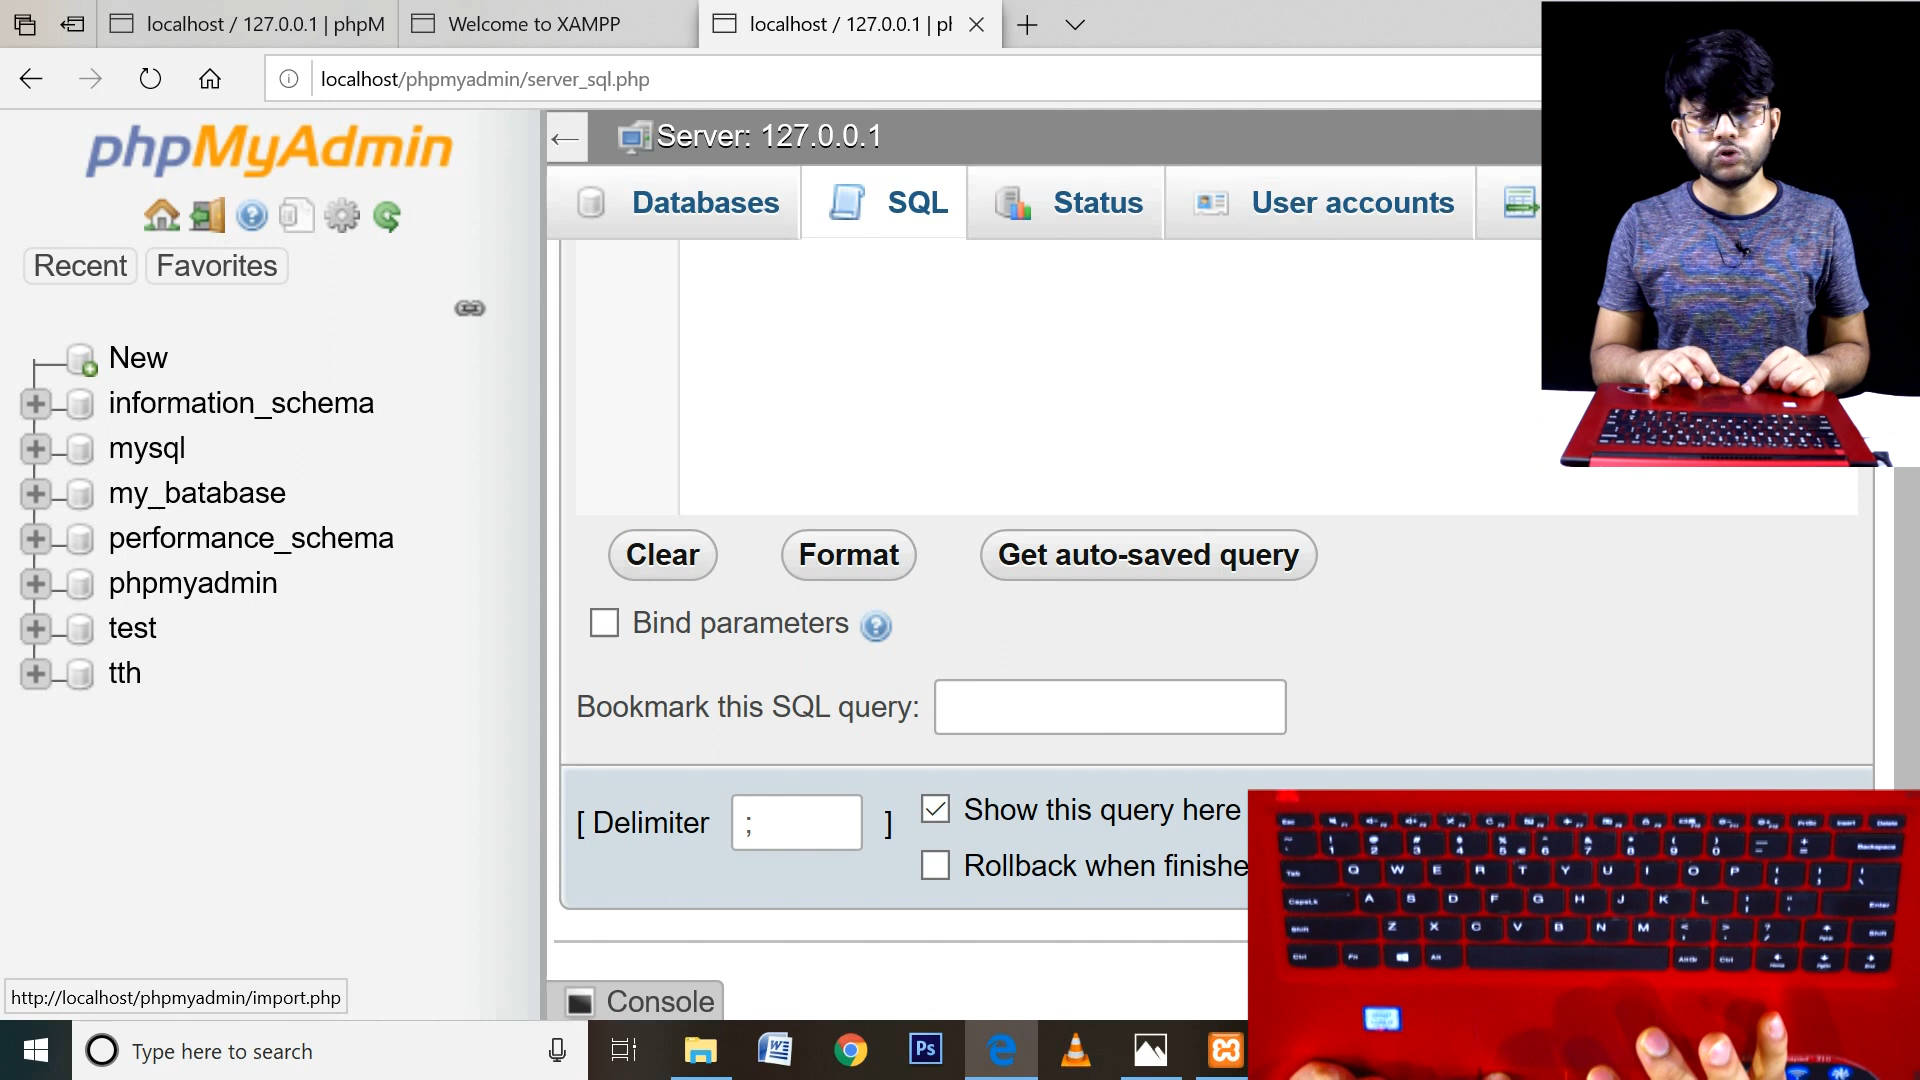 localhost / 127.0.0.1 | phpM
Welcome to XAMPP
localhost / 127.0.0.1 | pl
localhost/phpmyadmin/server_sql.php
phpMyAdmin
Recent
Favorites
New
information_schema
mysql
my_batabase
performance_schema
phpmyadmin
test
tth
Server: 127.0.0.1
Databases
SQL
Status
User accounts
Clear
Format
Get auto-saved query
Bind parameters
Bookmark this SQL query:
[ Delimiter ; ]
Show this query here
Rollback when finishe
Console
http://localhost/phpmyadmin/import.php
Type here to search
Ps
Q W E R T Y U I O P
A S D F G H J K L
Z X C V B N M